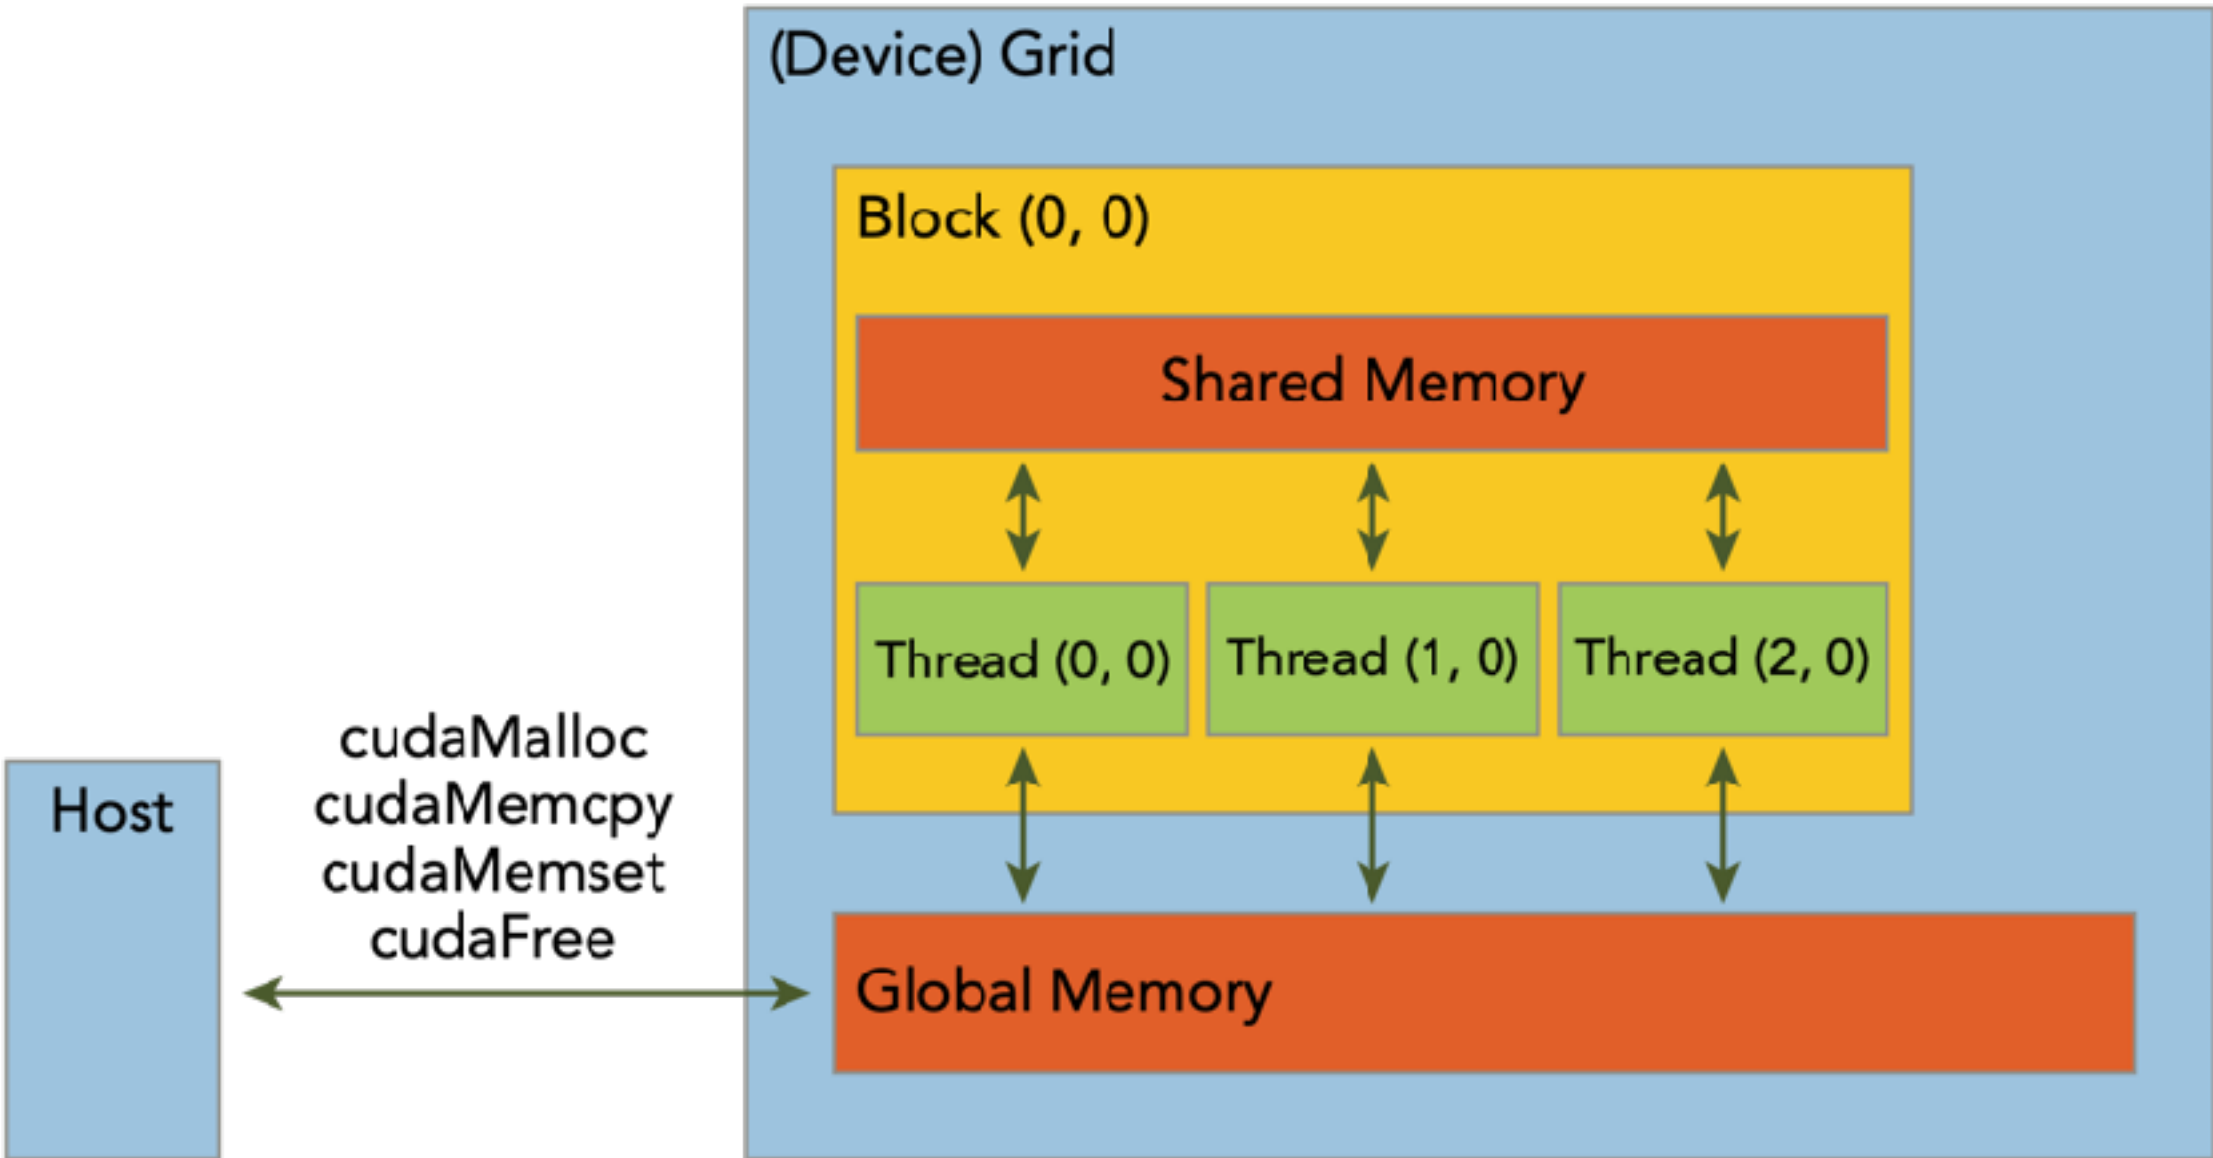 (Device) Grid
Block (0, 0)
Shared Memory
Thread (0, 0) Thread (1, 0) Thread (2, 0)
cudaMalloc
cudaMemcpy
cudaMemset
cudaFree
Host
Global Memory